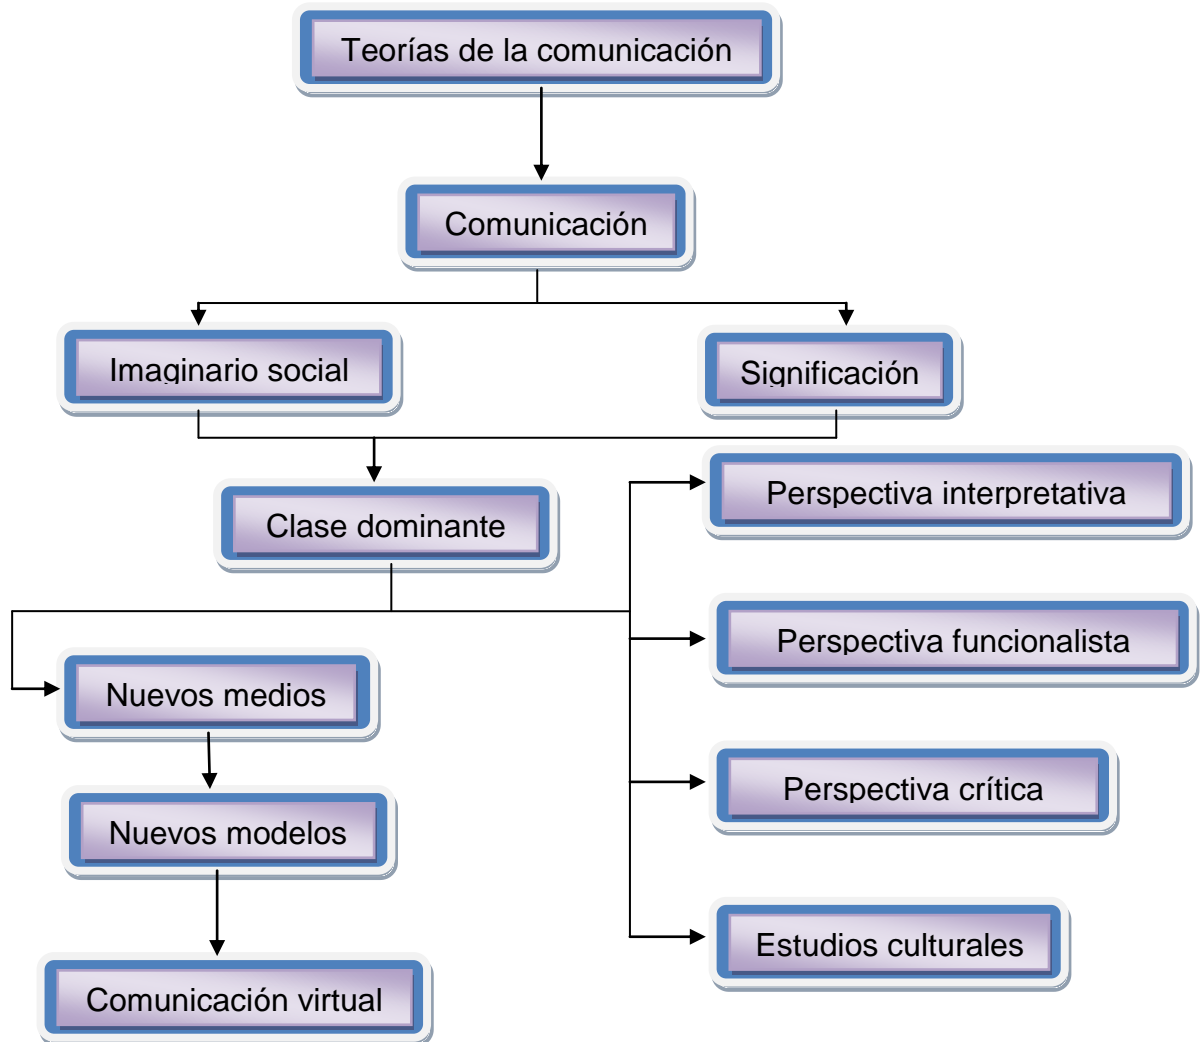 Teorías de la comunicación
Comunicación
Imaginario social
Significación
Clase dominante
Perspectiva interpretativa
Perspectiva funcionalista
Nuevos medios
Perspectiva crítica
Nuevos modelos
Estudios culturales
Comunicación virtual